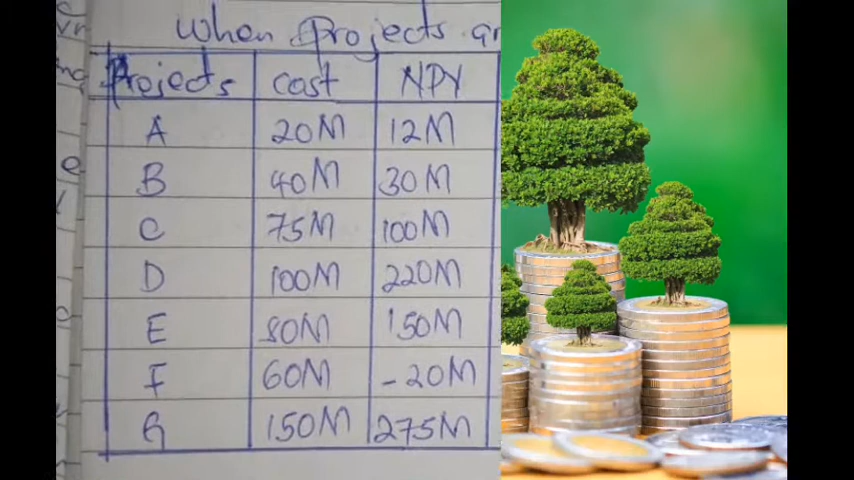 When Projects
Projects cost NPV
A 20M 12M
B 40M 30M
C 75M 100M
D 100M 220M
E 80M 150M
F 60M -20M
G 150M 275M